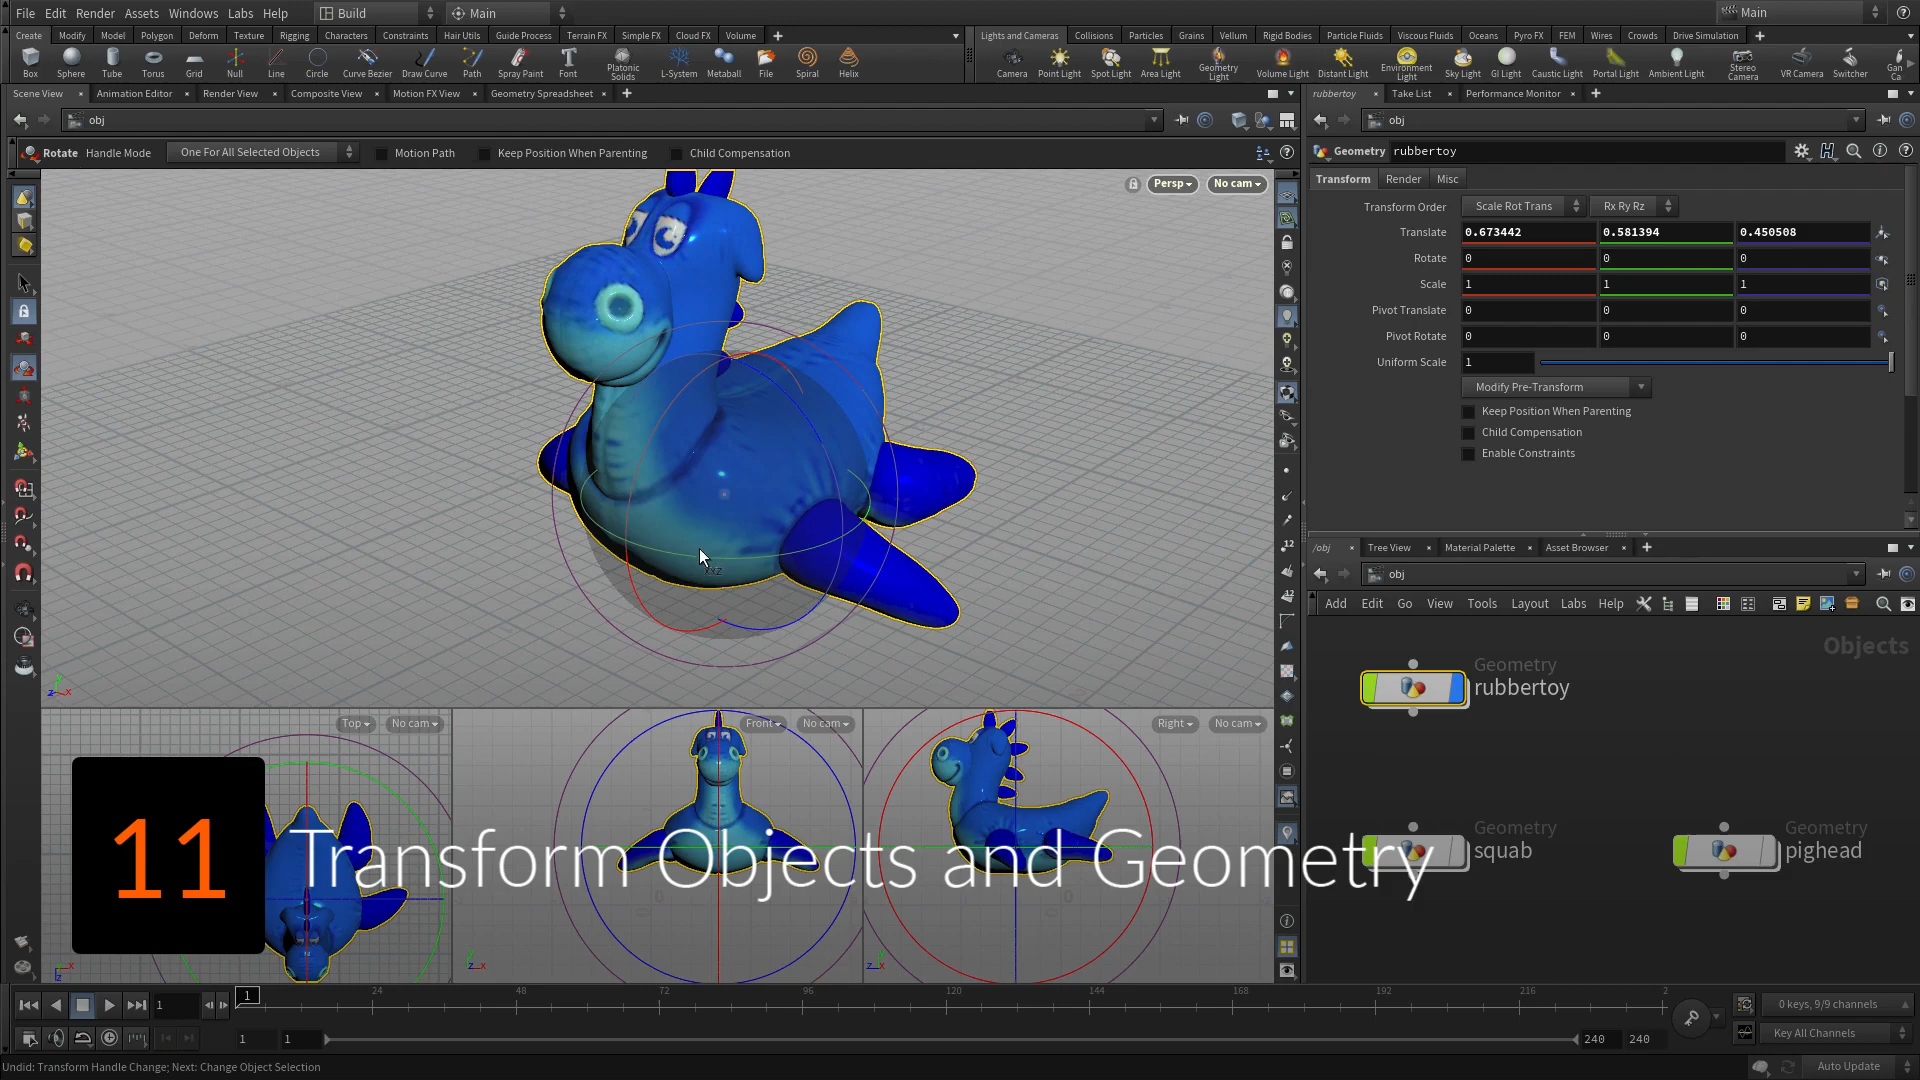 File Edit Render Assets Windows Labs Help Build Main Main
Create Modify Model Polygon Deform Texture Rigging Characters Constraints Hair Utils Guide Process Terrain FX Simple FX Cloud FX Volume
Lights and Cameras Collisions Particles Grains Vellum Rigid Bodies Particle Fluids Viscous Fluids Oceans Pyro FX FEM Wires Crowds Drive Simulation
Box Sphere Tube Torus Grid Null Line Circle Curve Bezier Draw Curve Path Spray Paint Font Platonic Solids L-System Metaball File Spiral Helix
Camera Point Light Spot Light Area Light Geometry Light Volume Light Distant Light Environment Light Sky Light GI Light Caustic Light Portal Light Ambient Light Stereo Camera VR Camera Switcher Gan Ca
Scene View Animation Editor Render View Composite View Motion FX View Geometry Spreadsheet
rubbertoy Take List Performance Monitor
obj
obj
Rotate Handle Mode One For All Selected Objects Motion Path Keep Position When Parenting Child Compensation
Geometry rubbertoy
Transform Render Misc
Persp No cam
Transform Order Scale Rot Trans Rx Ry Rz
Translate 0.673442 0.581394 0.450508
Rotate 0 0 0
Scale 1 1 1
Pivot Translate 0 0 0
Pivot Rotate 0 0 0
Uniform Scale 1
Modify Pre-Transform
Keep Position When Parenting
Child Compensation
Enable Constraints
/obj Tree View Material Palette Asset Browser
obj
Add Edit Go View Tools Layout Labs Help
Objects
Geometry
rubbertoy
Geometry
squab
Geometry
pighead
xyz
z x y
12
12
Top No cam
Front No cam
Right No cam
11 Transform Objects and Geometry
0 0
1 1 24 48 72 96 120 144 168 192 216 2
0 keys, 9/9 channels
1 1 240 240
Key All Channels
Undid: Transform Handle Change; Next: Change Object Selection
Auto Update